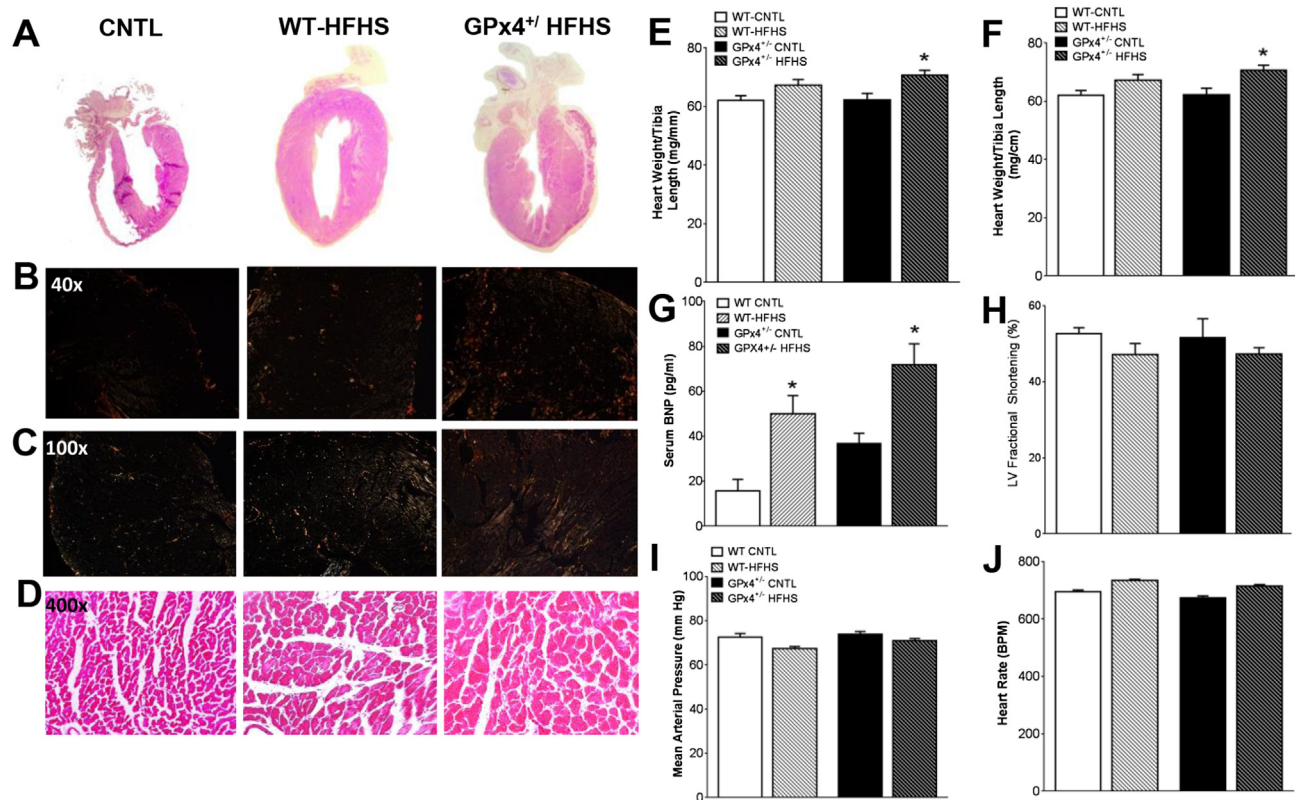 A
CNTL
WT-HFHS
GPx4+/ HFHS
B
40x
C
100x
D
400x
E
WT-CNTL
WT-HFHS
GPx4+/- CNTL
GPx4+/- HFHS
*
80
60
40
20
0
Heart Weight/Tibia
Length (mg/mm)
F
WT-CNTL
WT-HFHS
GPx4+/- CNTL
GPx4+/- HFHS
*
80
60
40
20
0
Heart Weight/Tibia Length
(mg/cm)
G
WT CNTL
WT-HFHS
GPx4+/- CNTL
GPX4+/- HFHS
*
*
100
80
60
40
20
0
Serum BNP (pg/ml)
H
60
40
20
0
LV Fractional Shortening (%)
I
WT CNTL
WT-HFHS
GPx4+/- CNTL
GPx4+/- HFHS
100
80
60
40
20
0
Mean Arterial Pressure (mm Hg)
J
800
600
400
200
0
Heart Rate (BPM)